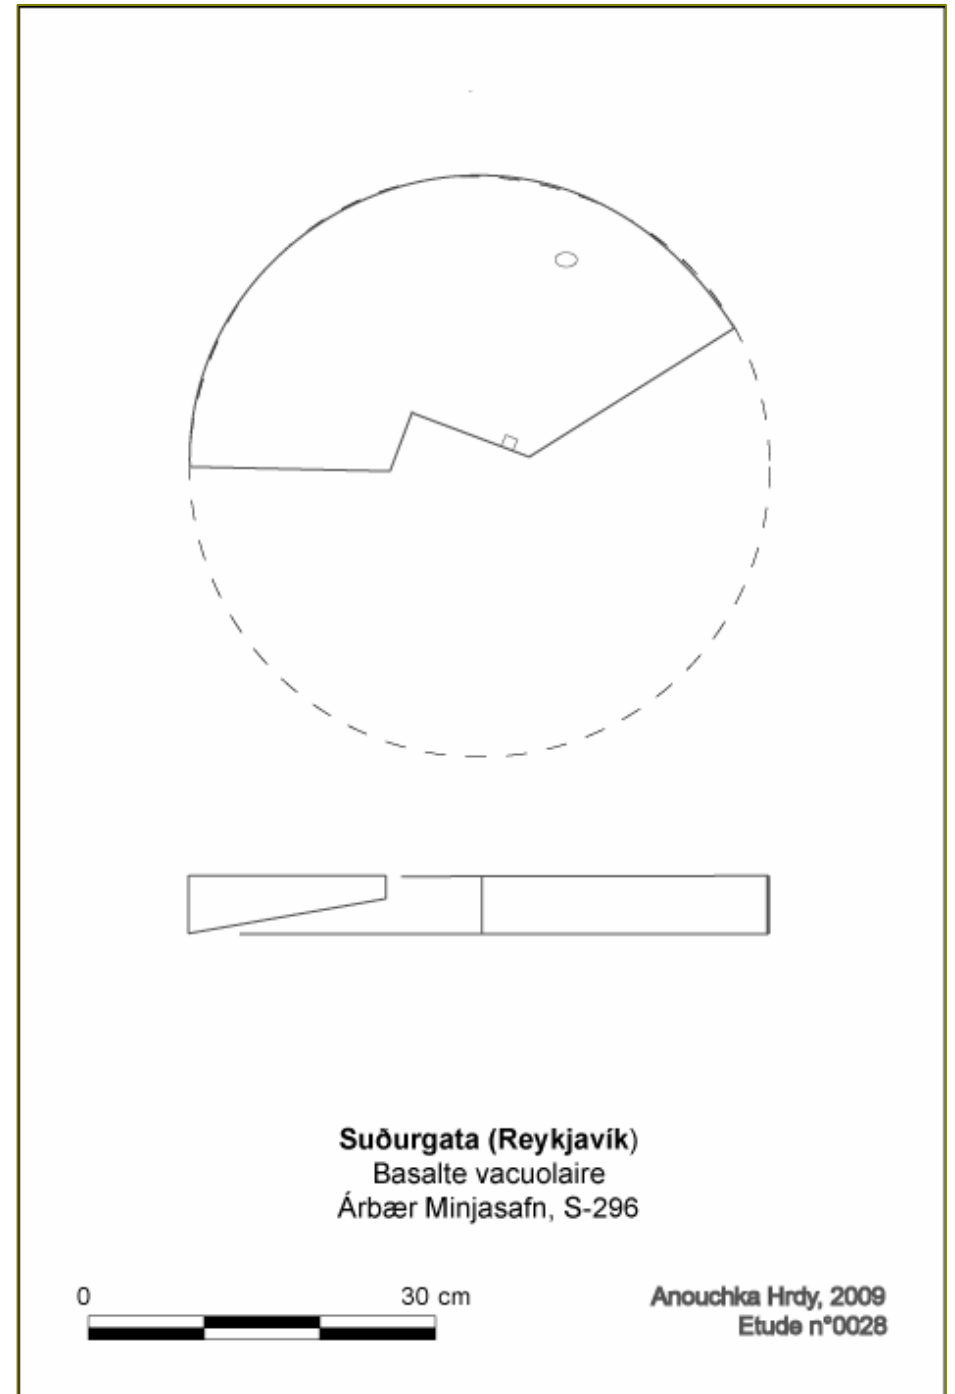 Suðurgata (Reykjavík)
Basalte vacuolaire
Árbær Minjasafn, S-296
0 30 cm
Anouchka Hrdy, 2009
Etude n°0028